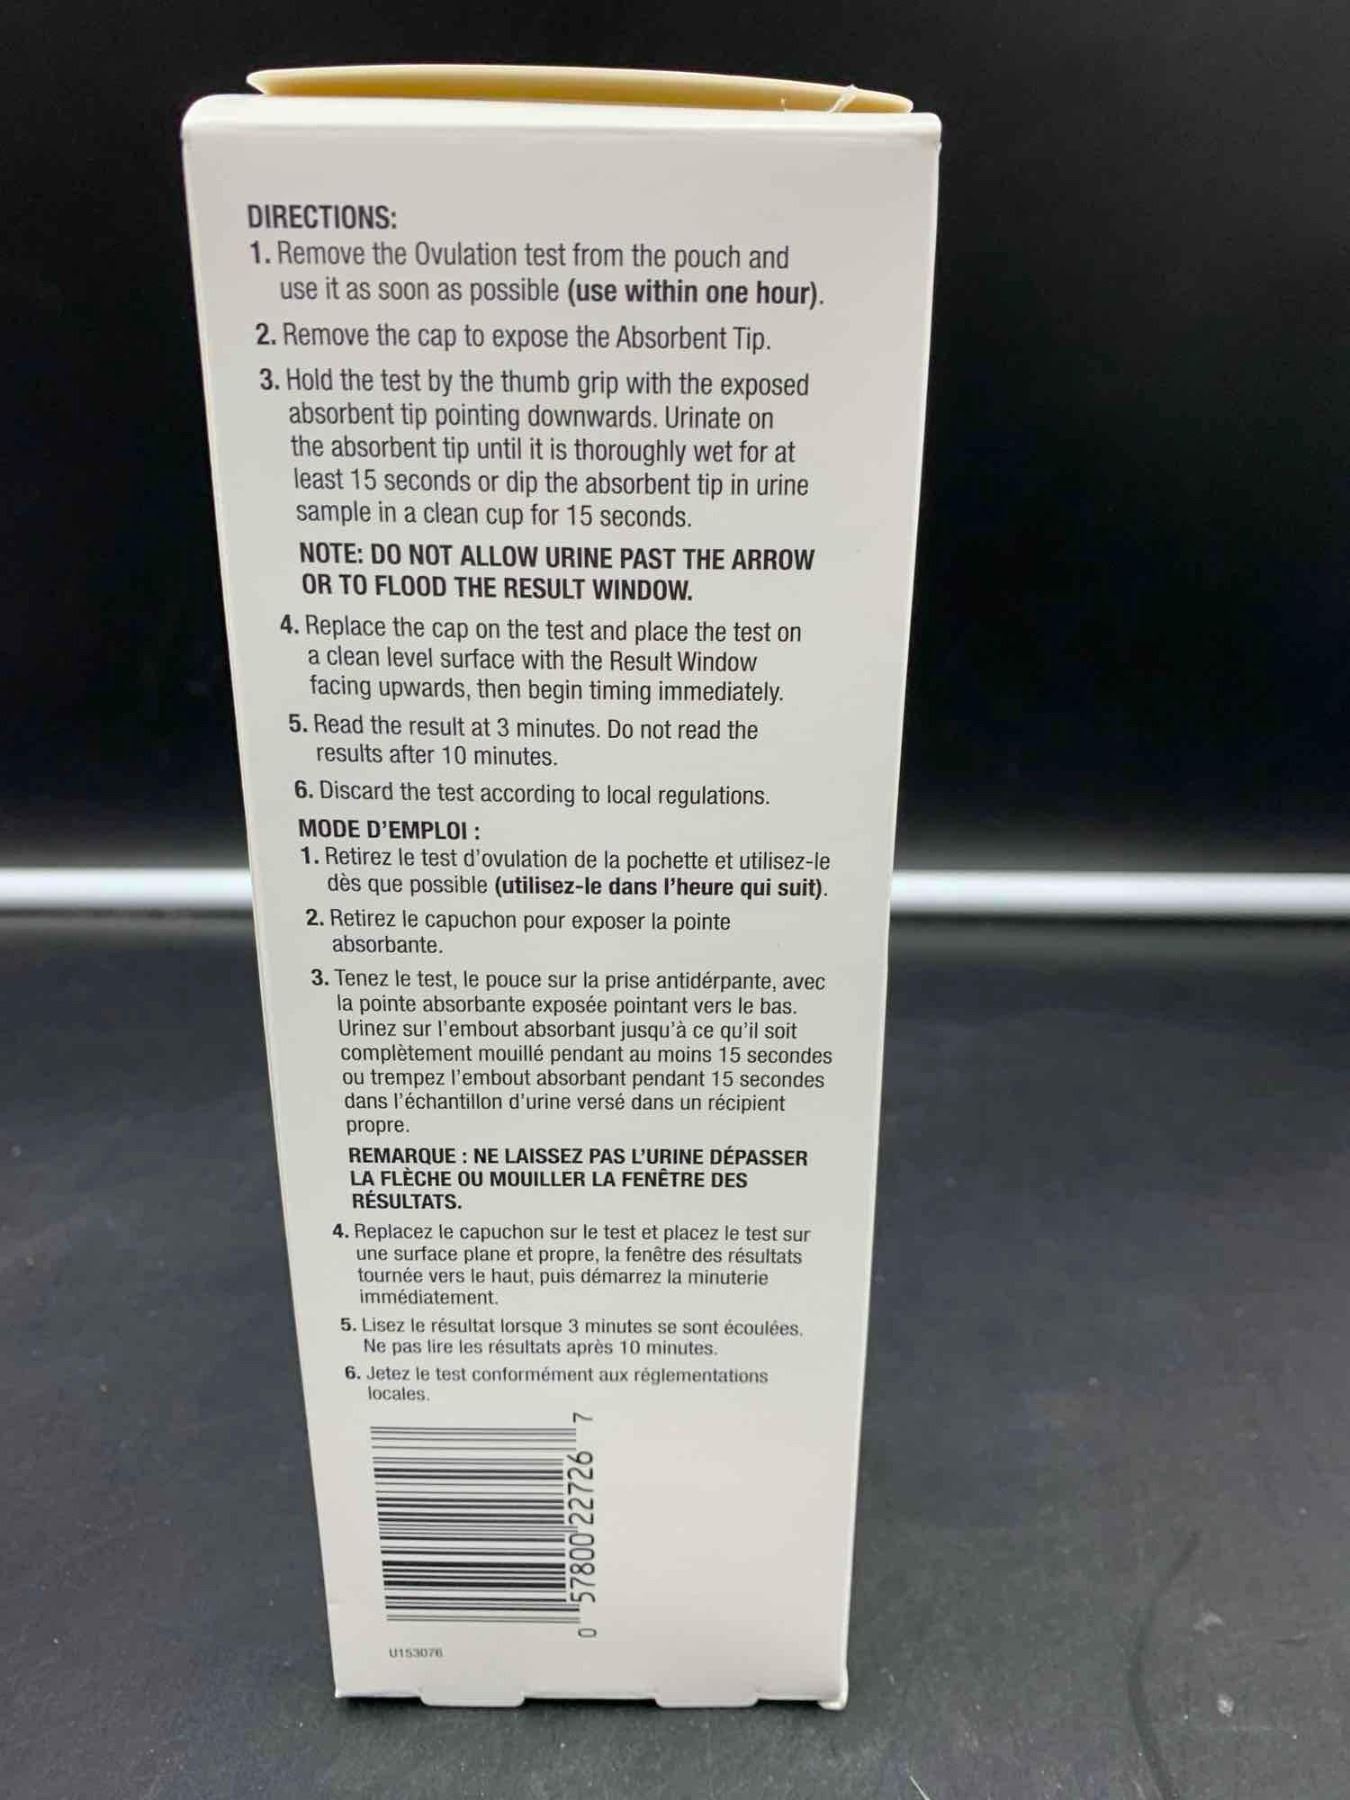 DIRECTIONS:
1. Remove the Ovulation test from the pouch and
use it as soon as possible (use within one hour).
2. Remove the cap to expose the Absorbent Tip.
3. Hold the test by the thumb grip with the exposed
absorbent tip pointing downwards. Urinate on
the absorbent tip until it is thoroughly wet for at
least 15 seconds or dip the absorbent tip in urine
sample in a clean cup for 15 seconds.
NOTE: DO NOT ALLOW URINE PAST THE ARROW
OR TO FLOOD THE RESULT WINDOW.
4. Replace the cap on the test and place the test on
a clean level surface with the Result Window
facing upwards, then begin timing immediately.
5. Read the result at 3 minutes. Do not read the
results after 10 minutes.
6. Discard the test according to local regulations.
MODE D'EMPLOI :
1. Retirez le test d'ovulation de la pochette et utilisez-le
dès que possible (utilisez-le dans l'heure qui suit).
2. Retirez le capuchon pour exposer la pointe
absorbante.
3. Tenez le test, le pouce sur la prise antidérpante, avec
la pointe absorbante exposée pointant vers le bas.
Urinez sur l'embout absorbant jusqu'à ce qu'il soit
complètement mouillé pendant au moins 15 secondes
ou trempez l'embout absorbant pendant 15 secondes
dans l'échantillon d'urine versé dans un récipient
propre.
REMARQUE : NE LAISSEZ PAS L'URINE DÉPASSER
LA FLÈCHE OU MOUILLER LA FENÊTRE DES
RÉSULTATS.
4. Replacez le capuchon sur le test et placez le test sur
une surface plane et propre, la fenêtre des résultats
tournée vers le haut, puis démarrez la minuterie
immédiatement.
5. Lisez le résultat lorsque 3 minutes se sont écoulées.
Ne pas lire les résultats après 10 minutes.
6. Jetez le test conformément aux réglementations
locales.
0 57800 22726 7
U153076